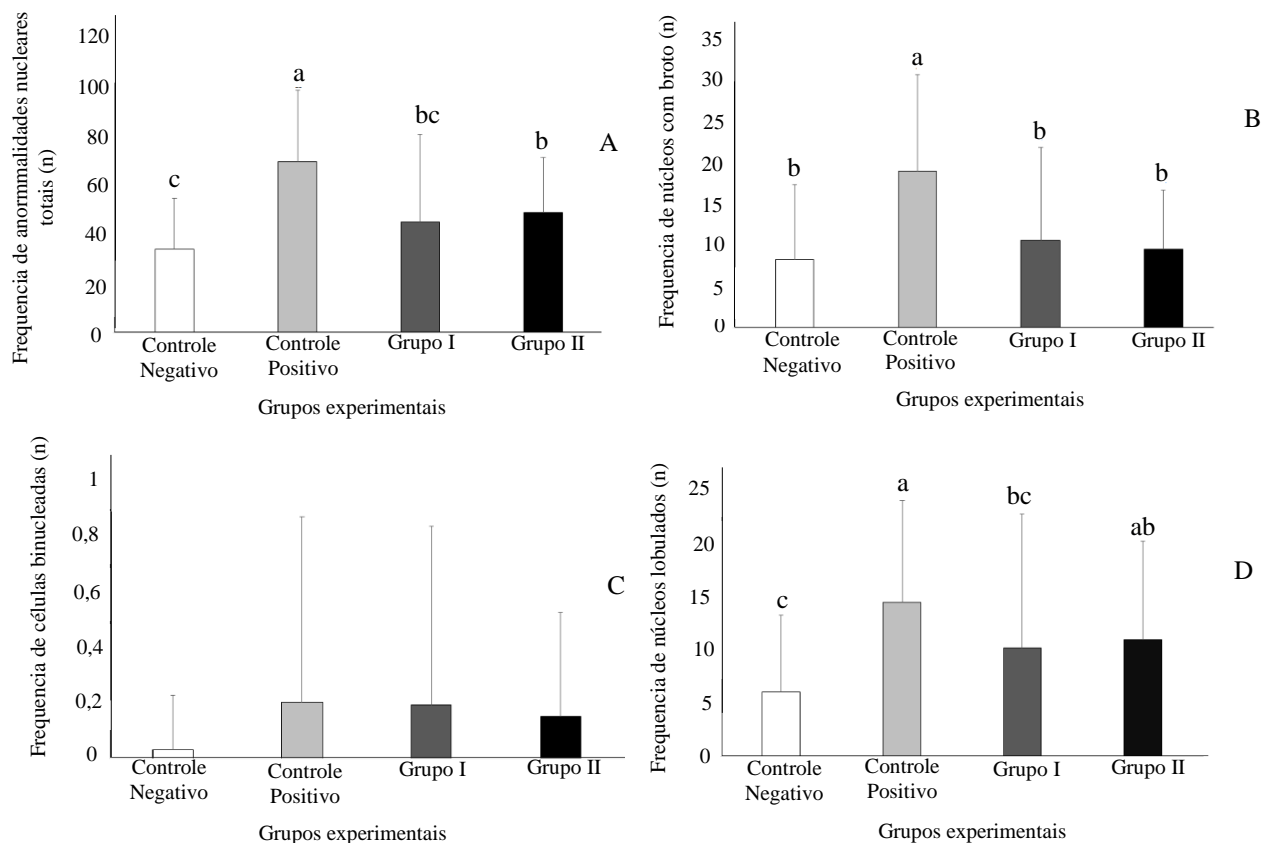 Frequencia de anormmalidades nucleares
totais (n)
120
100
80
60
40
20
0
c
a
bc
b
A
Controle
Negativo
Controle
Positivo
Grupo I
Grupo II
Grupos experimentais
Frequencia de núcleos com broto (n)
35
30
25
20
15
10
5
0
b
a
b
b
B
Controle
Negativo
Controle
Positivo
Grupo I
Grupo II
Grupos experimentais
Frequencia de células binucleadas (n)
1
0,8
0,6
0,4
0,2
0
C
Controle
Negativo
Controle
Positivo
Grupo I
Grupo II
Grupos experimentais
Frequencia de núcleos lobulados (n)
25
20
15
10
5
0
c
a
bc
ab
D
Controle
Negativo
Controle
Positivo
Grupo I
Grupo II
Grupos experimentais